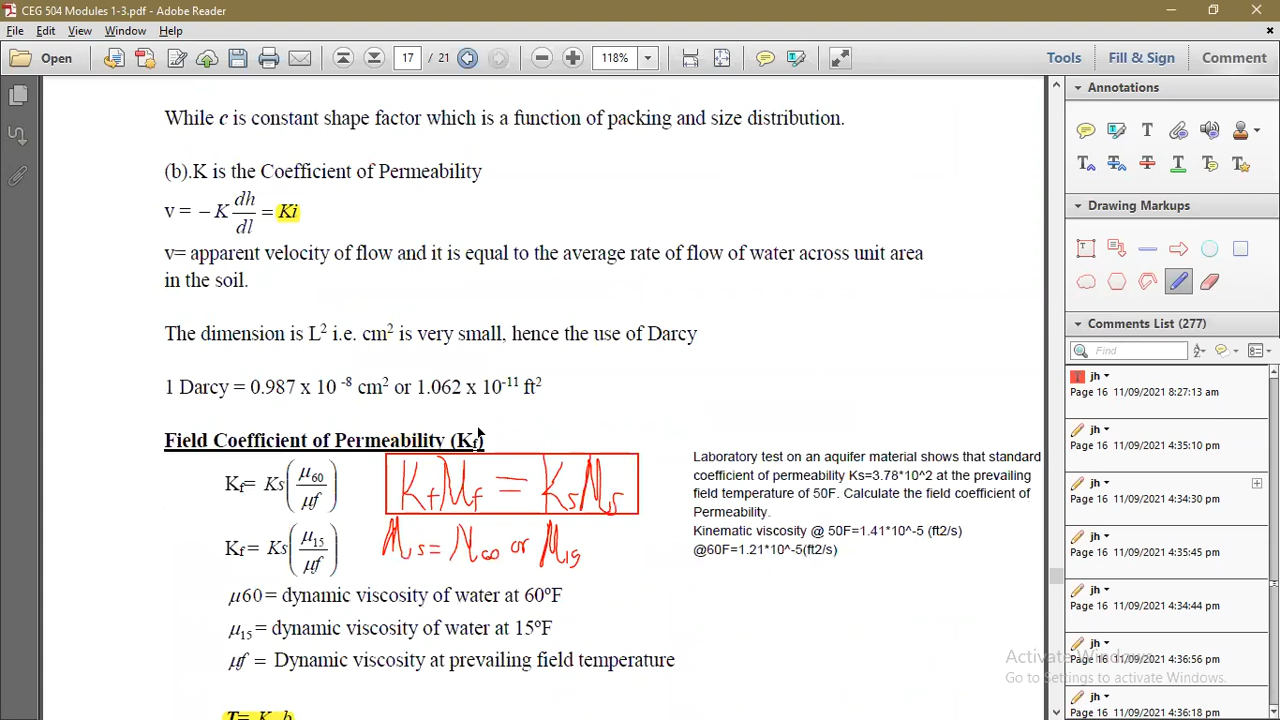 CEG 504 Modules 1-3.pdf - Adobe Reader
File Edit View Window Help
Open 17 / 21 118% Tools Fill & Sign Comment
While c is constant shape factor which is a function of packing and size distribution.
(b).K is the Coefficient of Permeability
v = − K dh/dl = Ki
v= apparent velocity of flow and it is equal to the average rate of flow of water across unit area
in the soil.
The dimension is L² i.e. cm² is very small, hence the use of Darcy
1 Darcy = 0.987 x 10 ⁻⁸ cm² or 1.062 x 10⁻¹¹ ft²
Field Coefficient of Permeability (Kf)
Kf= Ks(μ60/μf)
Kf = Ks(μ15/μf)
μ60 = dynamic viscosity of water at 60ºF
μ15 = dynamic viscosity of water at 15ºF
μf = Dynamic viscosity at prevailing field temperature
T= K b
Kf Mf = Ks Ms
M1s = M60 or M15
Laboratory test on an aquifer material shows that standard
coefficient of permeability Ks=3.78*10^2 at the prevailing
field temperature of 50F. Calculate the field coefficient of
Permeability.
Kinematic viscosity @ 50F=1.41*10^-5 (ft2/s)
@60F=1.21*10^-5(ft2/s)
Annotations
Drawing Markups
Comments List (277)
Find
jh
Page 16 11/09/2021 8:27:13 am
jh
Page 16 11/09/2021 4:35:10 pm
jh
Page 16 11/09/2021 4:34:30 pm
jh
Page 16 11/09/2021 4:35:45 pm
jh
Page 16 11/09/2021 4:34:44 pm
jh
Page 16 11/09/2021 4:36:56 pm
jh
Page 16 11/09/2021 4:36:18 pm
Activate Windows
Go to Settings to activate Windows.